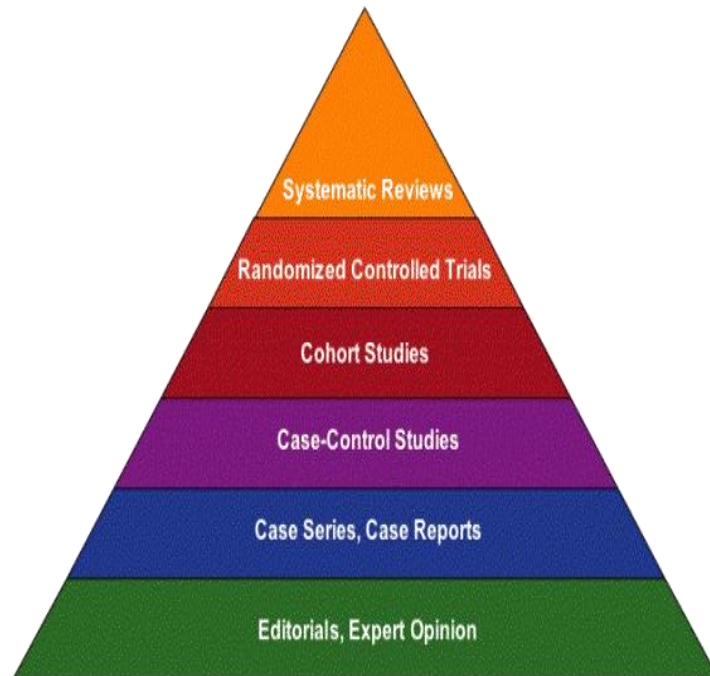 Systematic Reviews
Randomized Controlled Trials
Cohort Studies
Case-Control Studies
Case Series, Case Reports
Editorials, Expert Opinion